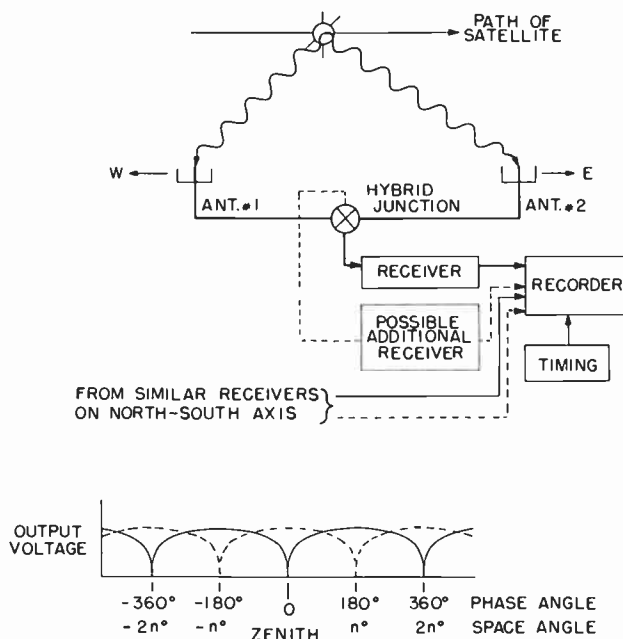 PATH OF
SATELLITE
W
E
ANT.#1
HYBRID
JUNCTION
ANT.#2
RECEIVER
RECORDER
POSSIBLE
ADDITIONAL
RECEIVER
TIMING
FROM SIMILAR RECEIVERS
ON NORTH-SOUTH AXIS
OUTPUT
VOLTAGE
-360° -180° 0 180° 360° PHASE ANGLE
-2n° -n° ZENITH n° 2n° SPACE ANGLE